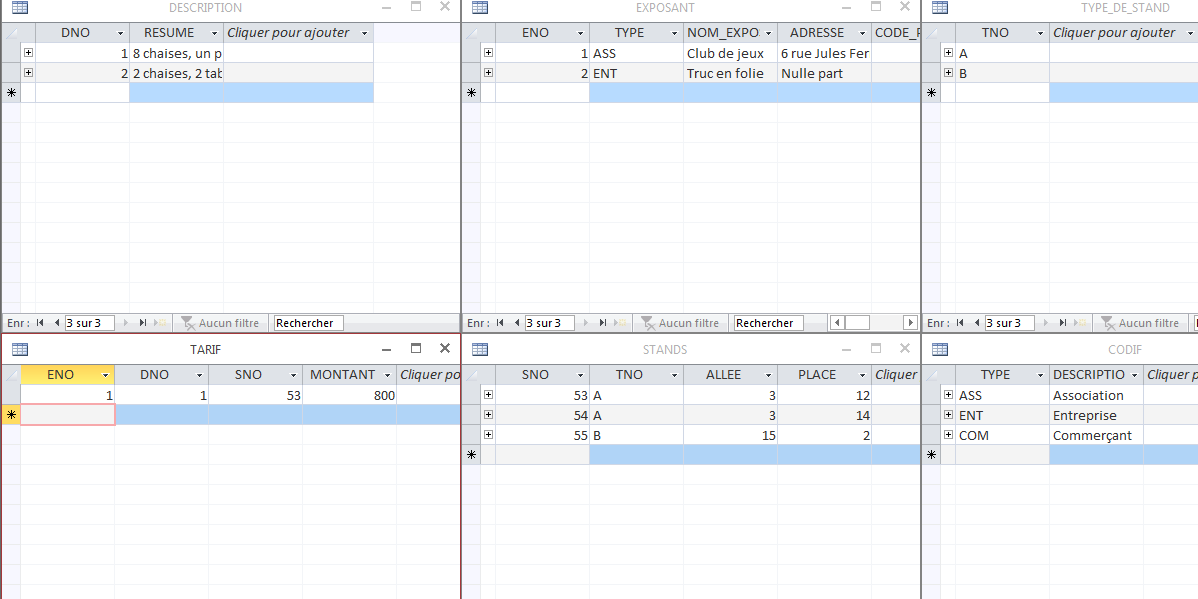 DESCRIPTION
DNO RESUME Cliquer pour ajouter
1 8 chaises, un p
2 2 chaises, 2 tab
Enr : 3 sur 3 Aucun filtre Rechercher
EXPOSANT
ENO TYPE NOM_EXPO ADRESSE CODE_P
1 ASS Club de jeux 6 rue Jules Fer
2 ENT Truc en folie Nulle part
Enr : 3 sur 3 Aucun filtre Rechercher
TYPE_DE_STAND
TNO Cliquer pour ajouter
A
B
Enr : 3 sur 3 Aucun filtre
TARIF
ENO DNO SNO MONTANT Cliquer po
1 1 53 800
STANDS
SNO TNO ALLEE PLACE Cliquer
53 A 3 12
54 A 3 14
55 B 15 2
CODIF
TYPE DESCRIPTIO Cliquer p
ASS Association
ENT Entreprise
COM Commerçant